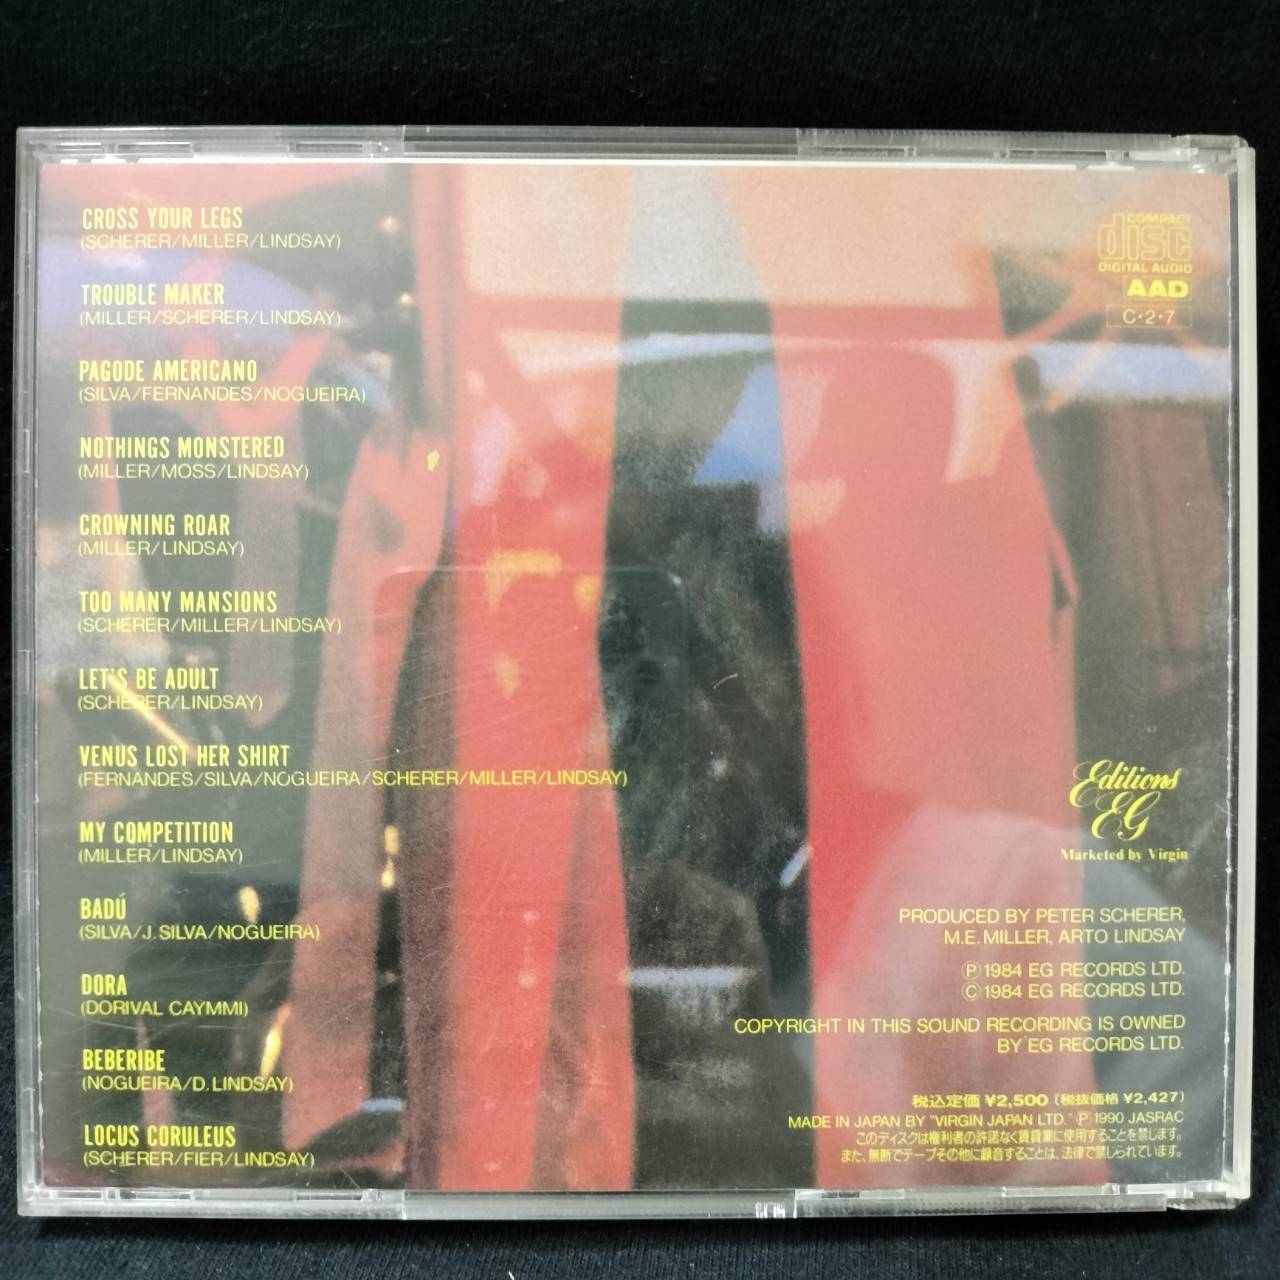 CROSS YOUR LEGS
(SCHERER/MILLER/LINDSAY)
TROUBLE MAKER
(MILLER/SCHERER/LINDSAY)
PAGODE AMERICANO
(SILVA/FERNANDES/NOGUEIRA)
NOTHINGS MONSTERED
(MILLER/MOSS/LINDSAY)
CROWNING ROAR
(MILLER/LINDSAY)
TOO MANY MANSIONS
(SCHERER/MILLER/LINDSAY)
LET'S BE ADULT
(SCHERER/LINDSAY)
VENUS LOST HER SHIRT
(FERNANDES/SILVA/NOGUEIRA/SCHERER/MILLER/LINDSAY)
MY COMPETITION
(MILLER/LINDSAY)
BADÚ
(SILVA/J.SILVA/NOGUEIRA)
DORA
(DORIVAL CAYMMI)
BEBERIBE
(NOGUEIRA/D.LINDSAY)
LOCUS CORULEUS
(SCHERER/FIER/LINDSAY)
COMPACT
disc
DIGITAL AUDIO
AAD
C・2・7
Editions
EG
Marketed by Virgin
PRODUCED BY PETER SCHERER,
M.E.MILLER, ARTO LINDSAY
Ⓟ 1984 EG RECORDS LTD.
Ⓒ 1984 EG RECORDS LTD.
COPYRIGHT IN THIS SOUND RECORDING IS OWNED
BY EG RECORDS LTD.
税込定価 ¥2,500 (税抜価格 ¥2,427)
MADE IN JAPAN BY "VIRGIN JAPAN LTD." Ⓟ 1990 JASRAC
このディスクは権利者の許諾なく賃貸業に使用することを禁じます。
また、無断でテープその他に録音することは、法律で禁じられています。